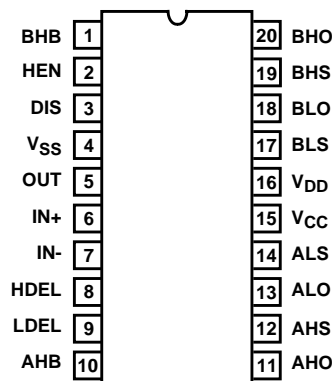 BHB 1 20 BHO
HEN 2 19 BHS
DIS 3 18 BLO
VSS 4 17 BLS
OUT 5 16 VDD
IN+ 6 15 VCC
IN- 7 14 ALS
HDEL 8 13 ALO
LDEL 9 12 AHS
AHB 10 11 AHO